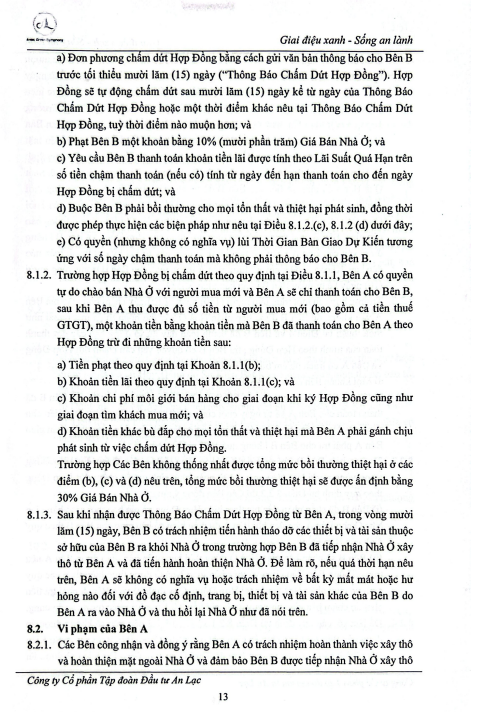 Giai điệu xanh - Sống an lành
a) Đơn phương chấm dứt Hợp Đồng bằng cách gửi văn bản thông báo cho Bên B
trước tối thiểu mười lăm (15) ngày (“Thông Báo Chấm Dứt Hợp Đồng”). Hợp
Đồng sẽ tự động chấm dứt sau mười lăm (15) ngày kể từ ngày của Thông Báo
Chấm Dứt Hợp Đồng hoặc một thời điểm khác nêu tại Thông Báo Chấm Dứt
Hợp Đồng, tuỳ thời điểm nào muộn hơn; và
b) Phạt Bên B một khoản bằng 10% (mười phần trăm) Giá Bán Nhà Ở; và
c) Yêu cầu Bên B thanh toán khoản tiền lãi được tính theo Lãi Suất Quá Hạn trên
số tiền chậm thanh toán (nếu có) tính từ ngày đến hạn thanh toán cho đến ngày
Hợp Đồng bị chấm dứt; và
d) Buộc Bên B phải bồi thường cho mọi tổn thất và thiệt hại phát sinh, đồng thời
được phép thực hiện các biện pháp như nêu tại Điều 8.1.2.(c), 8.1.2 (d) dưới đây;
e) Có quyền (nhưng không có nghĩa vụ) lùi Thời Gian Bàn Giao Dự Kiến tương
ứng với số ngày chậm thanh toán mà không phải thông báo cho Bên B.
8.1.2. Trường hợp Hợp Đồng bị chấm dứt theo quy định tại Điều 8.1.1, Bên A có quyền
tự do chào bán Nhà Ở với người mua mới và Bên A sẽ chỉ thanh toán cho Bên B,
sau khi Bên A thu được đủ số tiền từ người mua mới (bao gồm cả tiền thuế
GTGT), một khoản tiền bằng khoản tiền mà Bên B đã thanh toán cho Bên A theo
Hợp Đồng trừ đi những khoản tiền sau:
a) Tiền phạt theo quy định tại Khoản 8.1.1(b);
b) Khoản tiền lãi theo quy định tại Khoản 8.1.1(c); và
c) Khoản chi phí môi giới bán hàng cho giai đoạn khi ký Hợp Đồng cũng như
giai đoạn tìm khách mua mới; và
d) Khoản tiền khác bù đắp cho mọi tổn thất và thiệt hại mà Bên A phải gánh chịu
phát sinh từ việc chấm dứt Hợp Đồng.
Trường hợp Các Bên không thống nhất được tổng mức bồi thường thiệt hại ở các
điểm (b), (c) và (d) nêu trên, tổng mức bồi thường thiệt hại sẽ được ấn định bằng
30% Giá Bán Nhà Ở.
8.1.3. Sau khi nhận được Thông Báo Chấm Dứt Hợp Đồng từ Bên A, trong vòng mười
lăm (15) ngày, Bên B có trách nhiệm tiến hành tháo dỡ các thiết bị và tài sản thuộc
sở hữu của Bên B ra khỏi Nhà Ở trong trường hợp Bên B đã tiếp nhận Nhà Ở xây
thô từ Bên A và đã tiến hành hoàn thiện Nhà Ở. Để làm rõ, nếu quá thời hạn nêu
trên, Bên A sẽ không có nghĩa vụ hoặc trách nhiệm về bất kỳ mất mát hoặc hư
hỏng nào đối với đồ đạc cố định, trang bị, thiết bị và tài sản khác của Bên B do
Bên A ra vào Nhà Ở và thu hồi lại Nhà Ở như đã nói trên.
8.2. Vi phạm của Bên A
8.2.1. Các Bên công nhận và đồng ý rằng Bên A có trách nhiệm hoàn thành việc xây thô
và hoàn thiện mặt ngoài Nhà Ở và đảm bảo Bên B được tiếp nhận Nhà Ở xây thô
Công ty Cổ phần Tập đoàn Đầu tư An Lạc
13